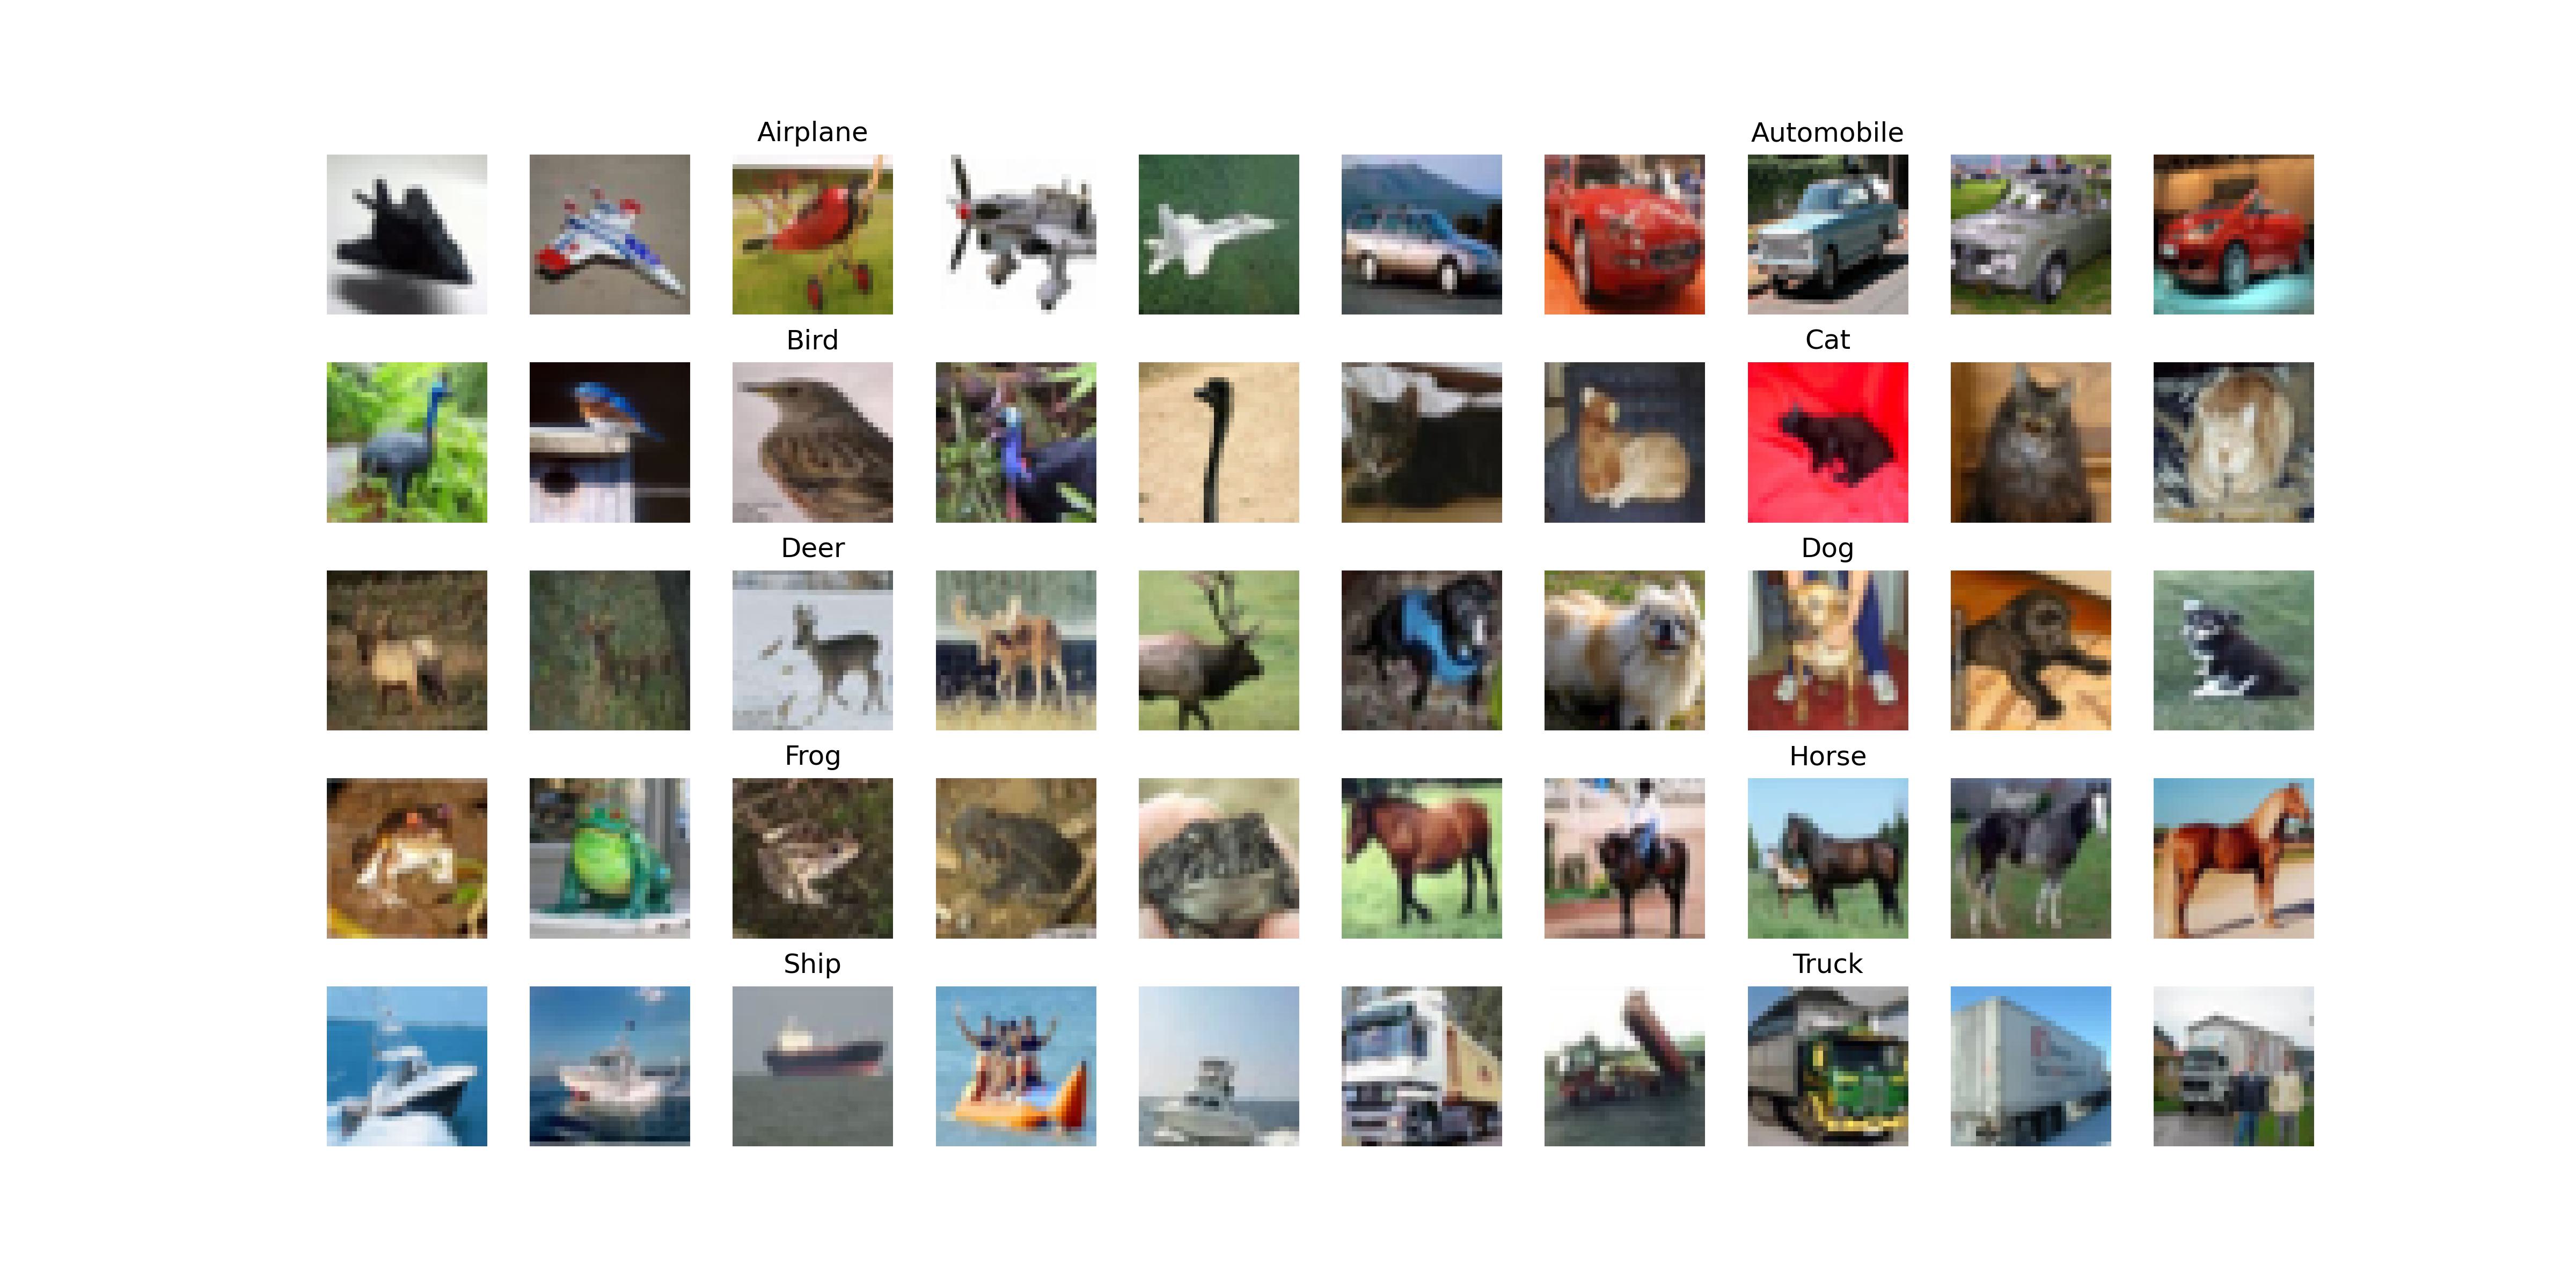 Airplane
Automobile
Bird
Cat
Deer
Dog
Frog
Horse
Ship
Truck